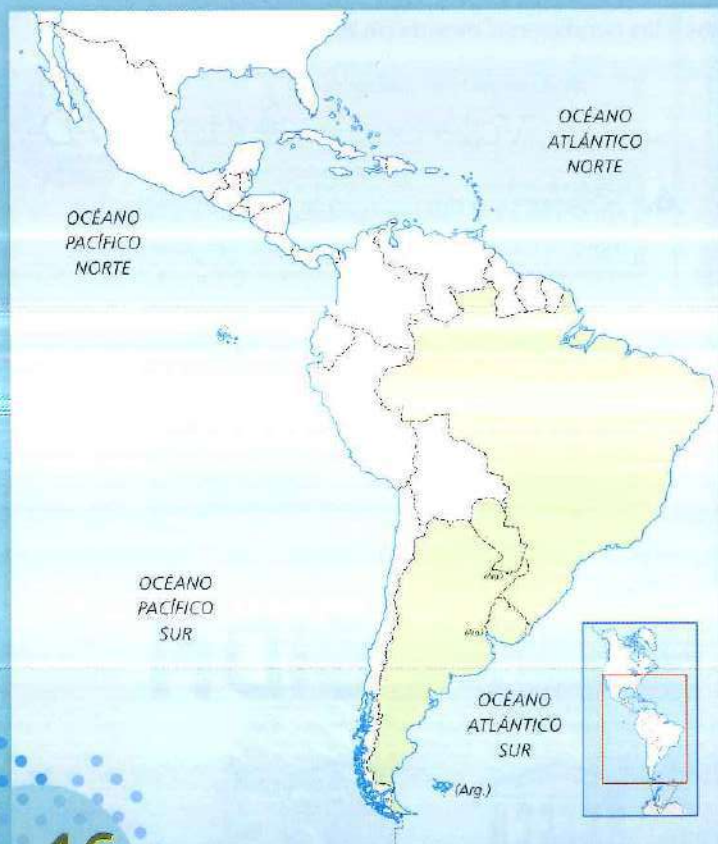 OCÉANO
ATLÁNTICO
NORTE
OCÉANO
PACÍFICO
NORTE
OCÉANO
PACÍFICO
SUR
OCÉANO
ATLÁNTICO
SUR
(Arg.)